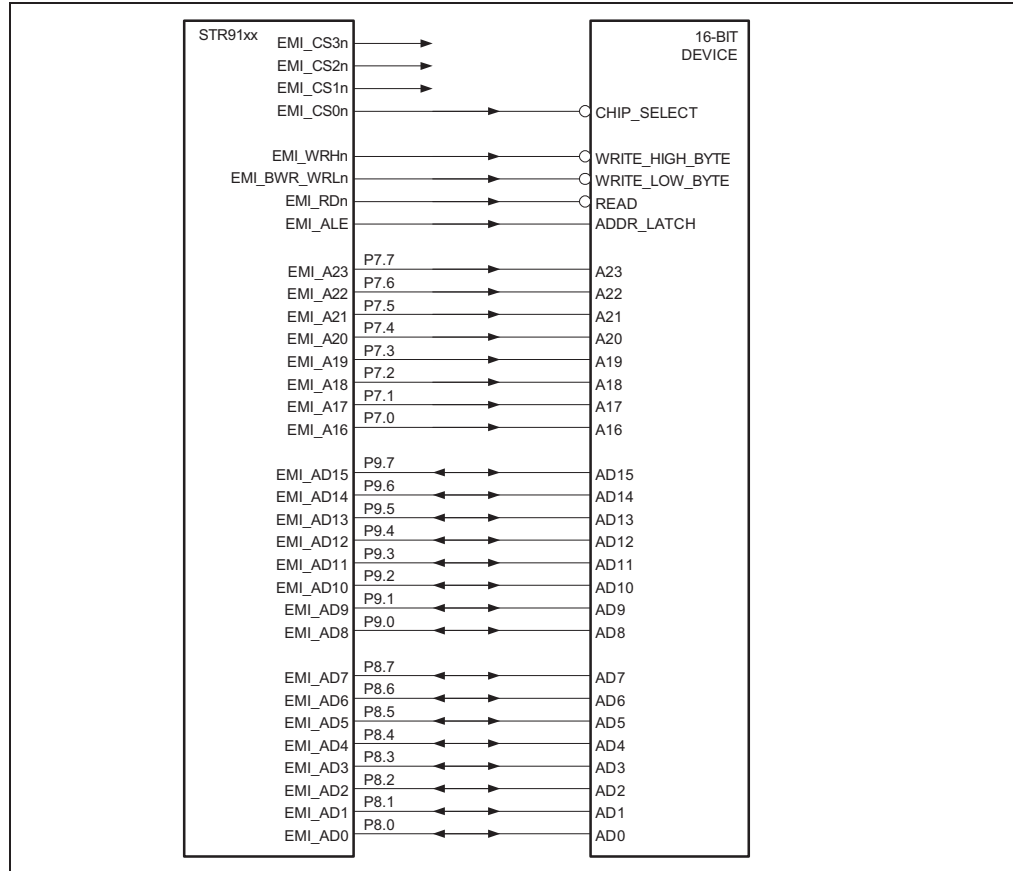 STR91xx
16-BIT
DEVICE
EMI_CS3n
EMI_CS2n
EMI_CS1n
EMI_CS0n CHIP_SELECT
EMI_WRHn WRITE_HIGH_BYTE
EMI_BWR_WRLn WRITE_LOW_BYTE
EMI_RDn READ
EMI_ALE ADDR_LATCH
EMI_A23 P7.7 A23
EMI_A22 P7.6 A22
EMI_A21 P7.5 A21
EMI_A20 P7.4 A20
EMI_A19 P7.3 A19
EMI_A18 P7.2 A18
EMI_A17 P7.1 A17
EMI_A16 P7.0 A16
EMI_AD15 P9.7 AD15
EMI_AD14 P9.6 AD14
EMI_AD13 P9.5 AD13
EMI_AD12 P9.4 AD12
EMI_AD11 P9.3 AD11
EMI_AD10 P9.2 AD10
EMI_AD9 P9.1 AD9
EMI_AD8 P9.0 AD8
EMI_AD7 P8.7 AD7
EMI_AD6 P8.6 AD6
EMI_AD5 P8.5 AD5
EMI_AD4 P8.4 AD4
EMI_AD3 P8.3 AD3
EMI_AD2 P8.2 AD2
EMI_AD1 P8.1 AD1
EMI_AD0 P8.0 AD0